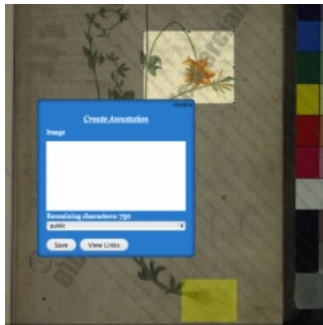 Create Annotation
Image
Remaining characters: 750
public
Save
View Links